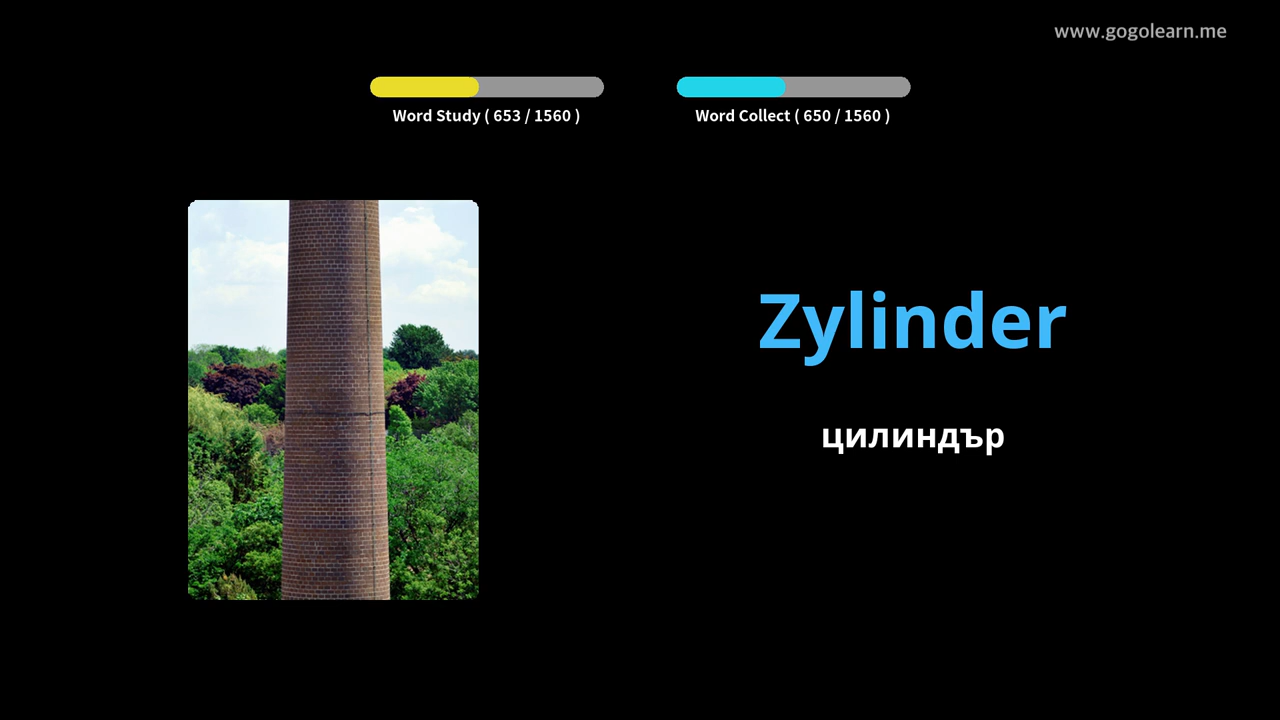 www.gogolearn.me
Word Study ( 653 / 1560 )
Word Collect ( 650 / 1560 )
Zylinder
цилиндър